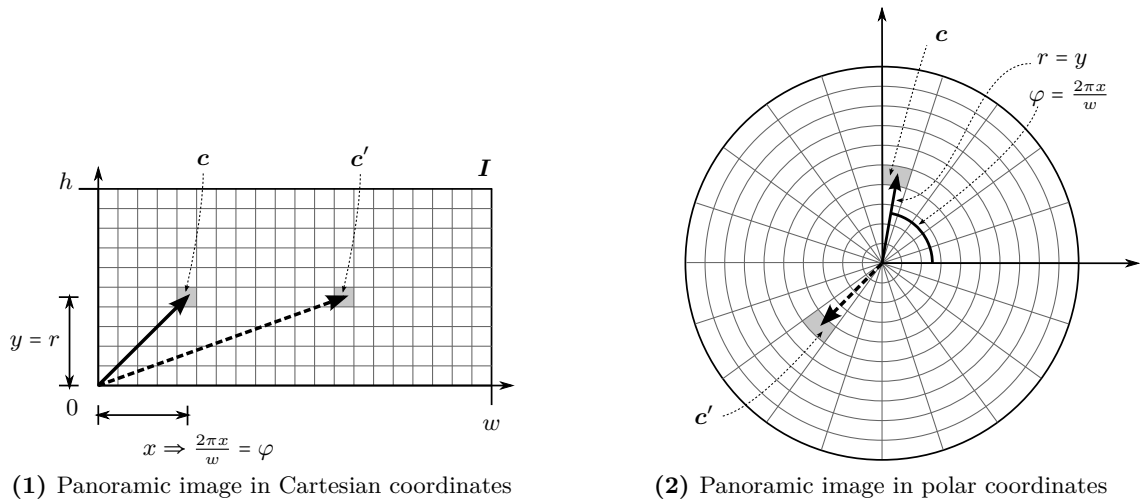 c
c′
I
h
y = r
0
w
x ⇒ 2πx/w = φ
(1) Panoramic image in Cartesian coordinates
c
r = y
φ = 2πx/w
c′
(2) Panoramic image in polar coordinates